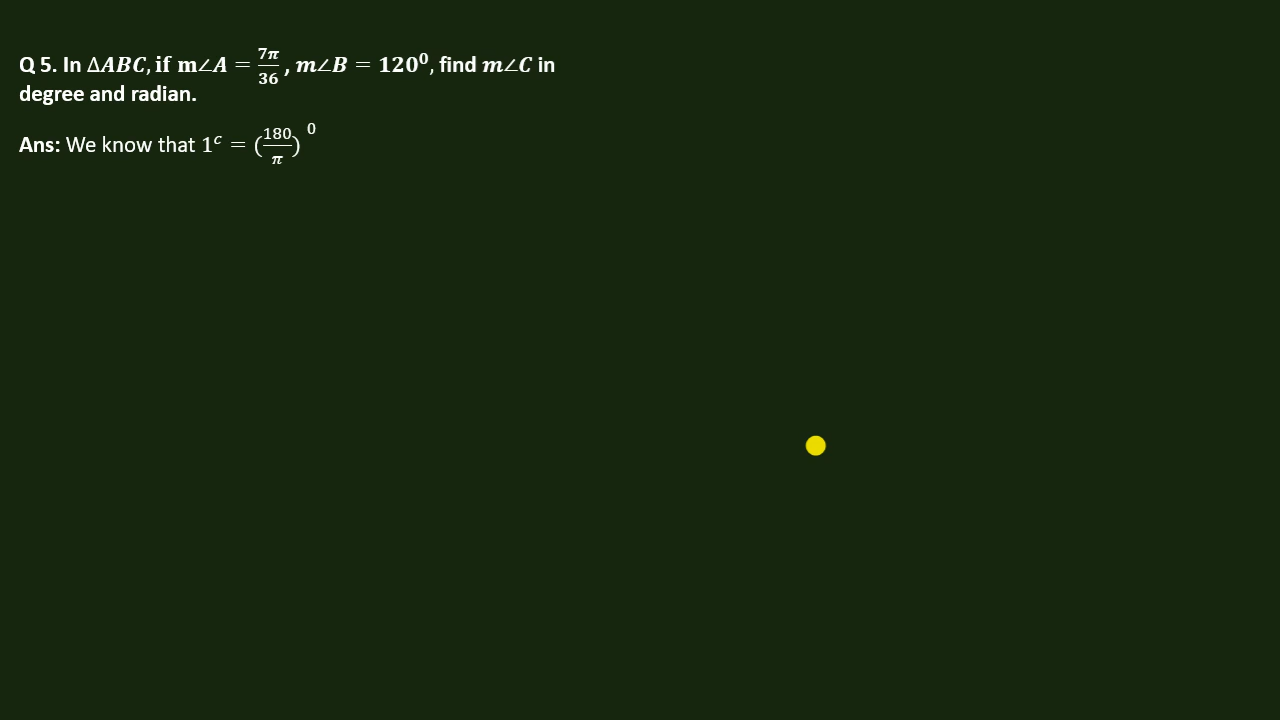 Q 5. In ΔABC, if m∠A = 7π/36 , m∠B = 120⁰, find m∠C in
degree and radian.
Ans: We know that 1ᶜ = (180/π)⁰